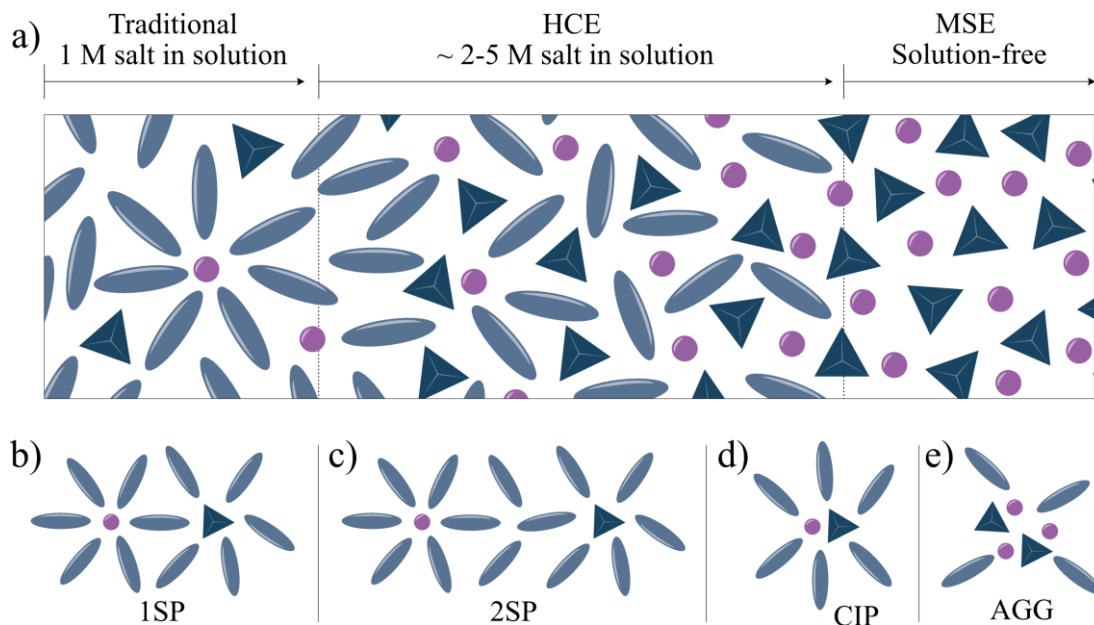 a)
Traditional
1 M salt in solution
HCE
~ 2-5 M salt in solution
MSE
Solution-free
b)
1SP
c)
2SP
d)
CIP
e)
AGG